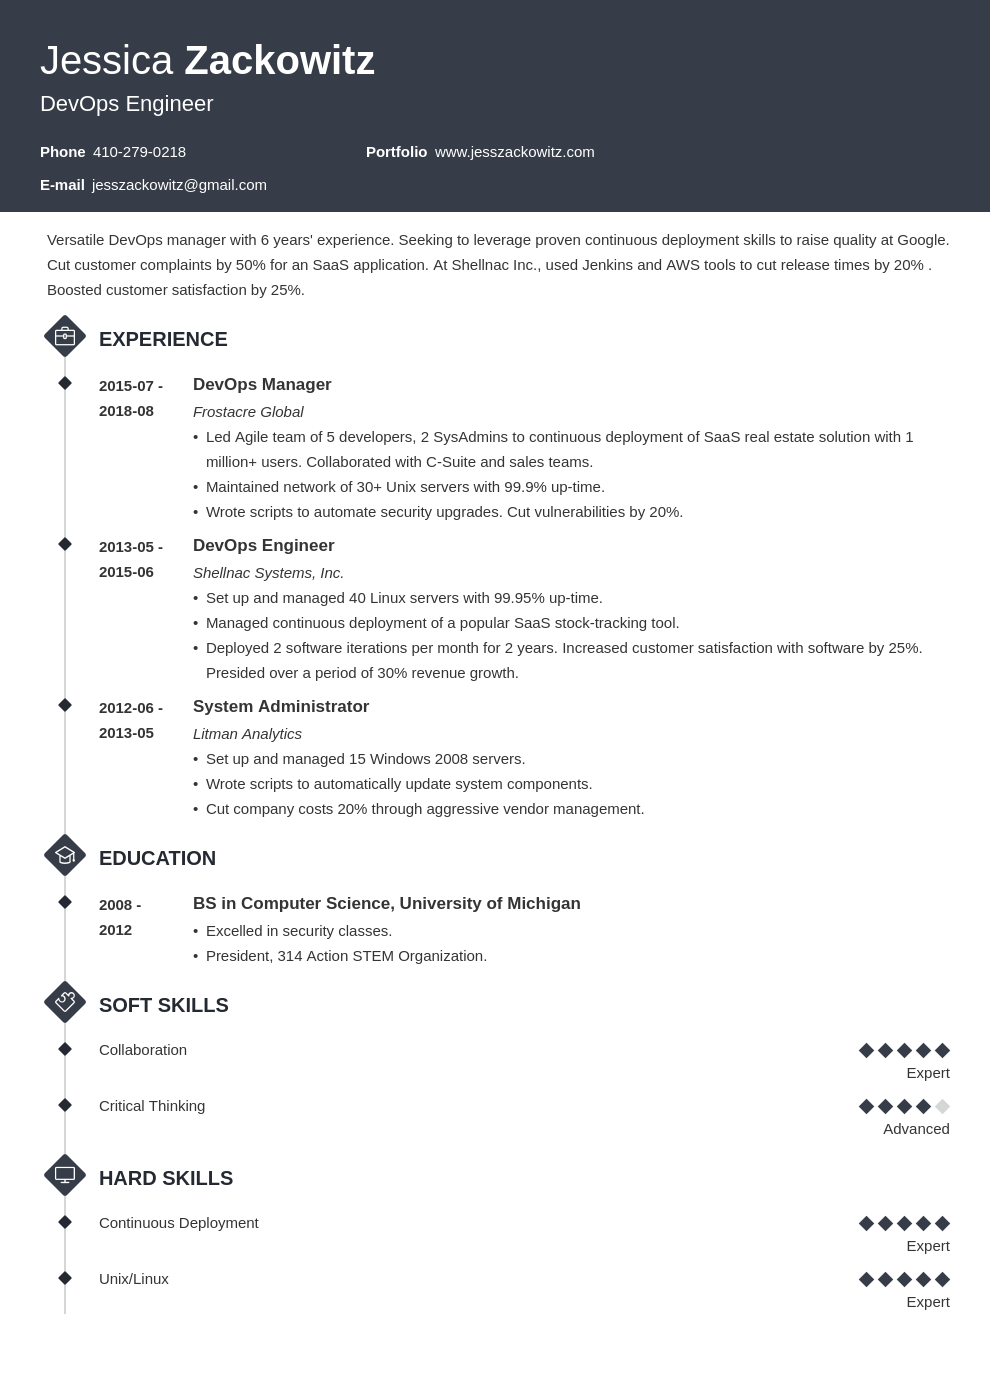 Jessica Zackowitz
DevOps Engineer
Phone 410-279-0218 Portfolio www.jesszackowitz.com
E-mail jesszackowitz@gmail.com
Versatile DevOps manager with 6 years' experience. Seeking to leverage proven continuous deployment skills to raise quality at Google.
Cut customer complaints by 50% for an SaaS application. At Shellnac Inc., used Jenkins and AWS tools to cut release times by 20% .
Boosted customer satisfaction by 25%.
EXPERIENCE
2015-07 - DevOps Manager
2018-08 Frostacre Global
• Led Agile team of 5 developers, 2 SysAdmins to continuous deployment of SaaS real estate solution with 1
million+ users. Collaborated with C-Suite and sales teams.
• Maintained network of 30+ Unix servers with 99.9% up-time.
• Wrote scripts to automate security upgrades. Cut vulnerabilities by 20%.
2013-05 - DevOps Engineer
2015-06 Shellnac Systems, Inc.
• Set up and managed 40 Linux servers with 99.95% up-time.
• Managed continuous deployment of a popular SaaS stock-tracking tool.
• Deployed 2 software iterations per month for 2 years. Increased customer satisfaction with software by 25%.
Presided over a period of 30% revenue growth.
2012-06 - System Administrator
2013-05 Litman Analytics
• Set up and managed 15 Windows 2008 servers.
• Wrote scripts to automatically update system components.
• Cut company costs 20% through aggressive vendor management.
EDUCATION
2008 - BS in Computer Science, University of Michigan
2012
• Excelled in security classes.
• President, 314 Action STEM Organization.
SOFT SKILLS
Collaboration
Expert
Critical Thinking
Advanced
HARD SKILLS
Continuous Deployment
Expert
Unix/Linux
Expert